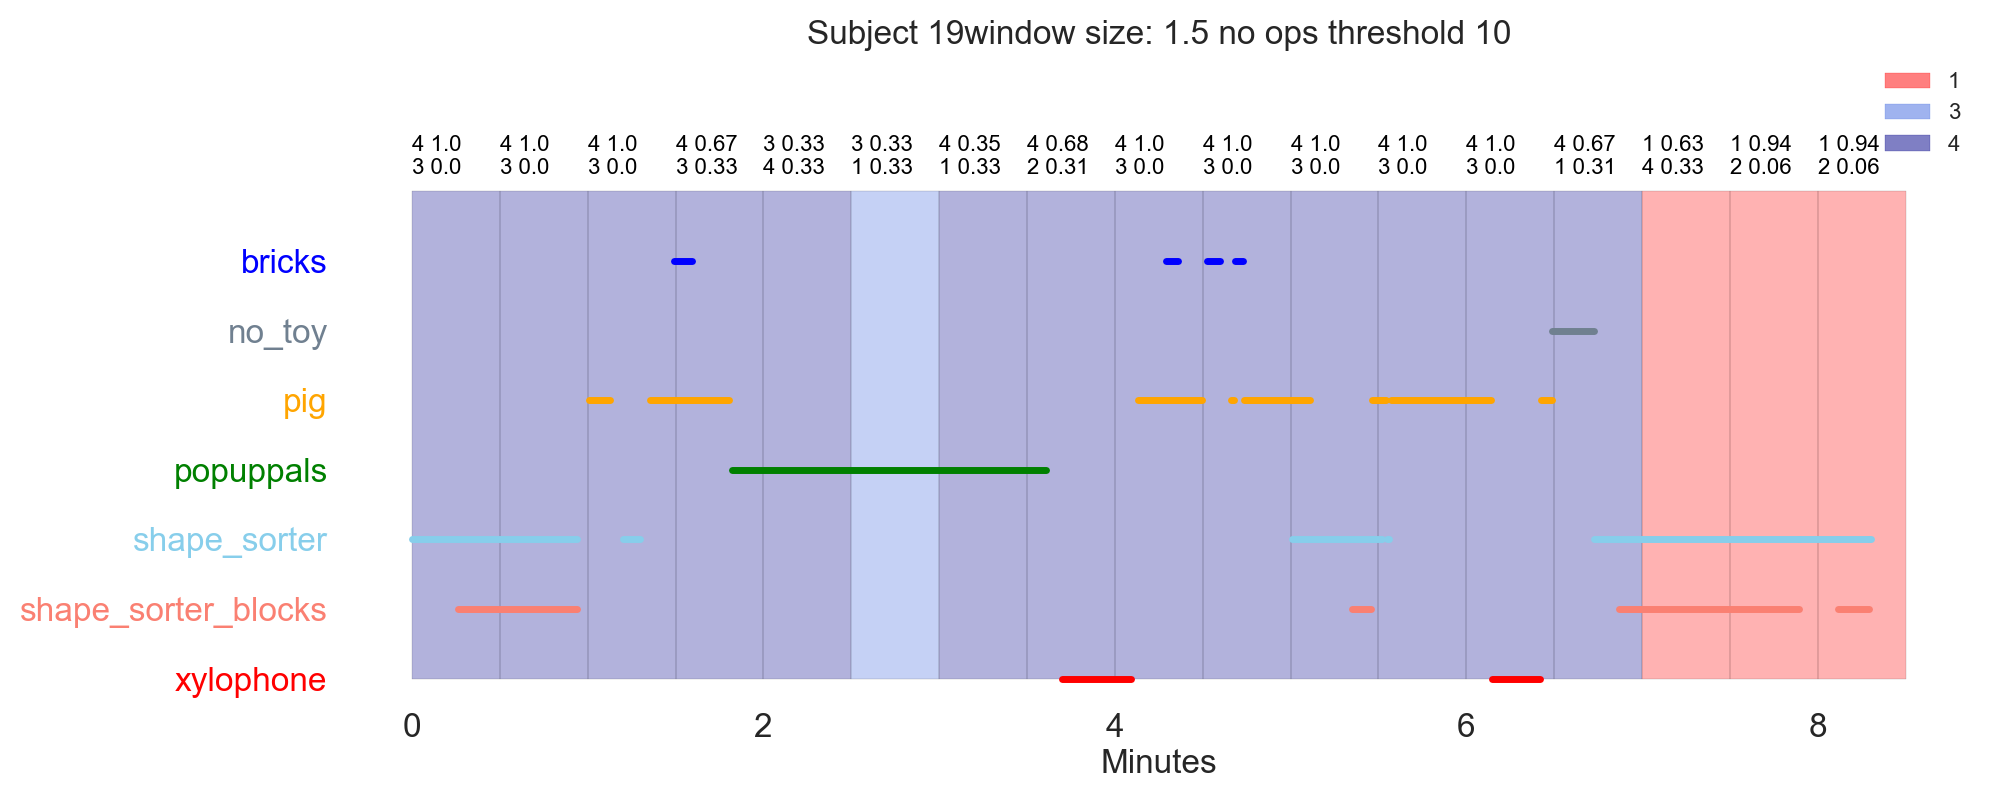 Subject 19window size: 1.5 no ops threshold 10
1
3
4
4 1.0 4 1.0 4 1.0 4 0.67 3 0.33 3 0.33 4 0.35 4 0.68 4 1.0 4 1.0 4 1.0 4 1.0 4 1.0 4 0.67 1 0.63 1 0.94 1 0.94
3 0.0 3 0.0 3 0.0 3 0.33 4 0.33 1 0.33 1 0.33 2 0.31 3 0.0 3 0.0 3 0.0 3 0.0 3 0.0 1 0.31 4 0.33 2 0.06 2 0.06
bricks
no_toy
pig
popuppals
shape_sorter
shape_sorter_blocks
xylophone
0 2 4 6 8
Minutes